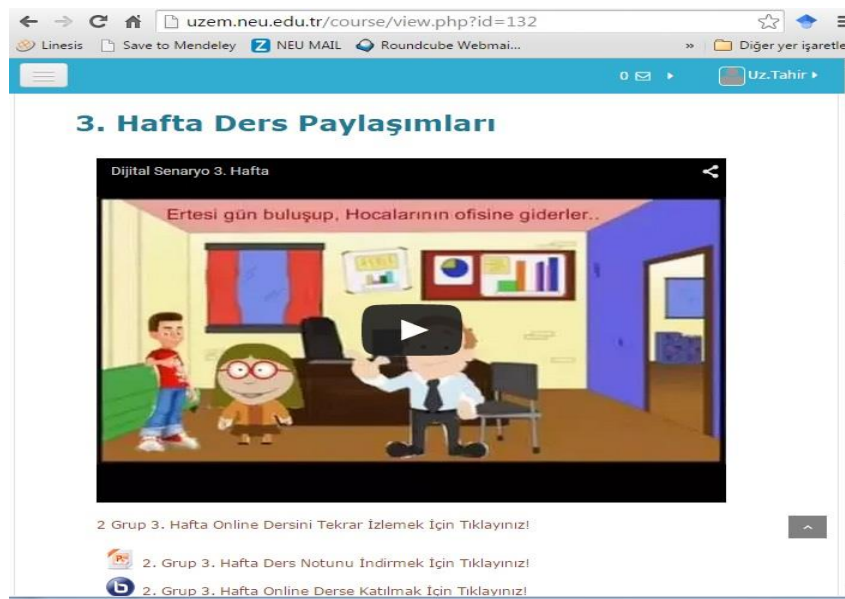 uzem.neu.edu.tr/course/view.php?id=132
Linesis Save to Mendeley Z NEU MAIL Roundcube Webmai... » Diğer yer işaretle
0 Uz.Tahir
3. Hafta Ders Paylaşımları
Dijital Senaryo 3. Hafta
Ertesi gün buluşup, Hocalarının ofisine giderler..
2 Grup 3. Hafta Online Dersini Tekrar İzlemek İçin Tıklayınız!
2. Grup 3. Hafta Ders Notunu İndirmek İçin Tıklayınız!
b 2. Grup 3. Hafta Online Derse Katılmak İçin Tıklayınız!